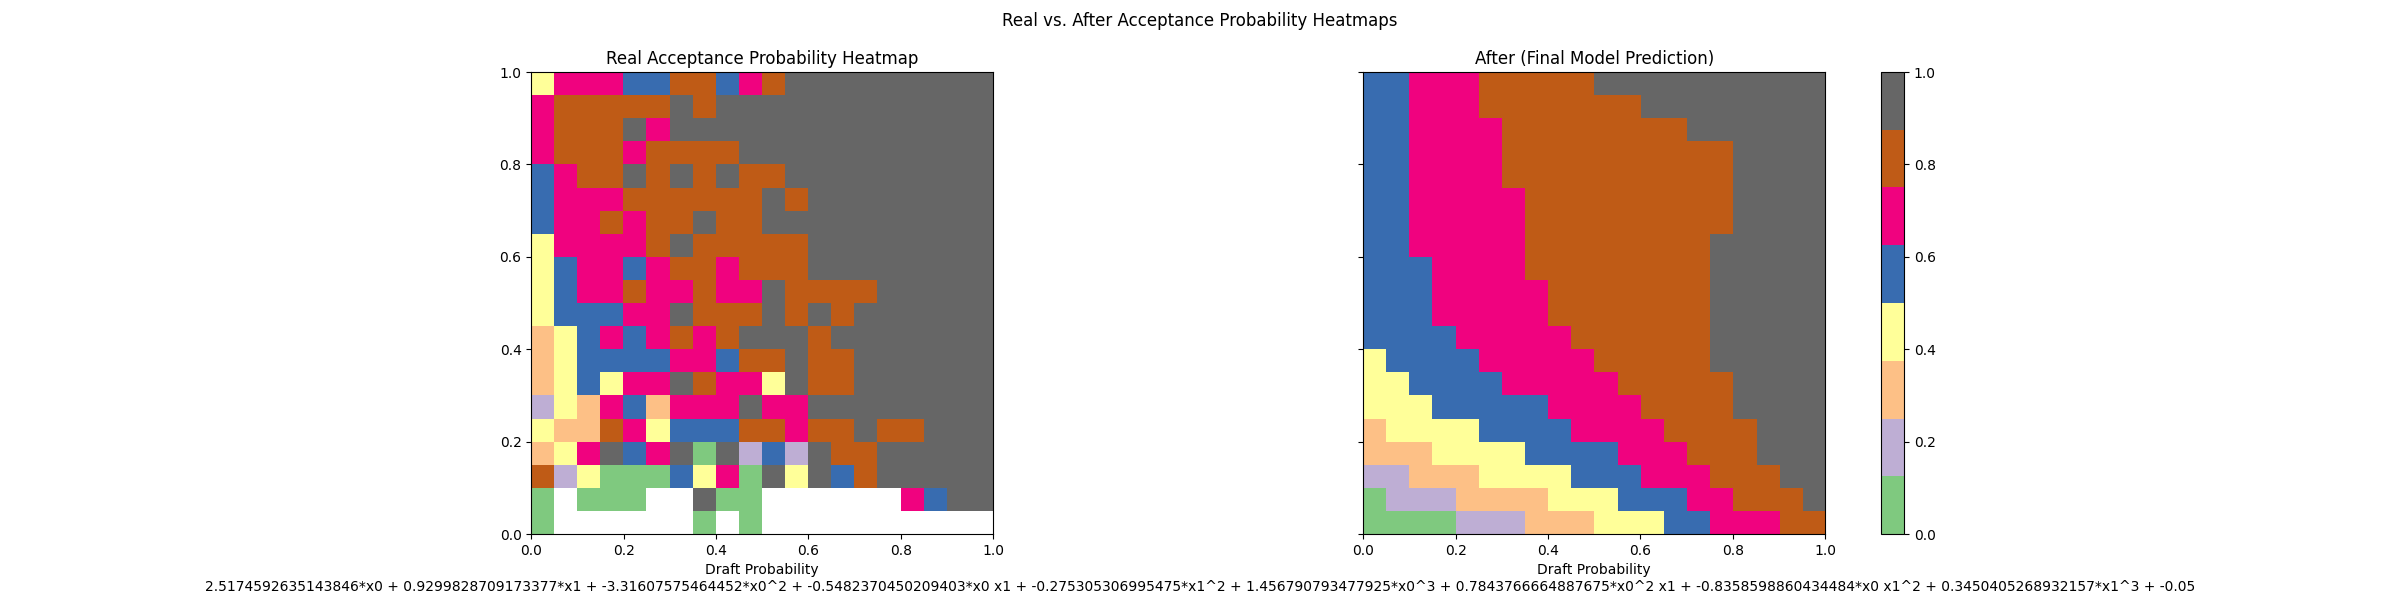 Real vs. After Acceptance Probability Heatmaps
Real Acceptance Probability Heatmap
1.0
0.8
0.6
0.4
0.2
0.0
0.0 0.2 0.4 0.6 0.8 1.0
Draft Probability
After (Final Model Prediction)
0.0 0.2 0.4 0.6 0.8 1.0
Draft Probability
1.0
0.8
0.6
0.4
0.2
0.0
2.5174592635143846*x0 + 0.9299828709173377*x1 + -3.31607575464452*x0^2 + -0.5482370450209403*x0 x1 + -0.275305306995475*x1^2 + 1.456790793477925*x0^3 + 0.7843766664887675*x0^2 x1 + -0.8358598860434484*x0 x1^2 + 0.3450405268932157*x1^3 + -0.05